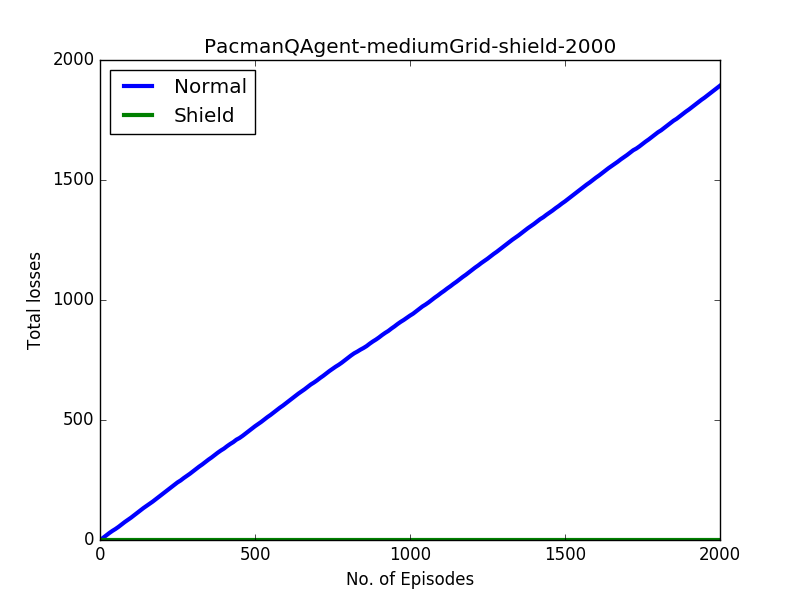 PacmanQAgent-mediumGrid-shield-2000
2000
Normal
Shield
1500
Total losses
1000
500
0
0 500 1000 1500 2000
No. of Episodes